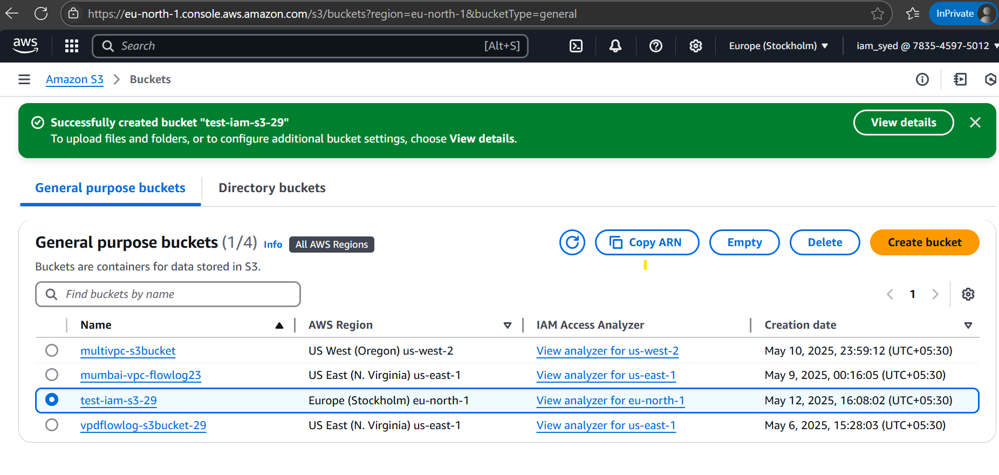 https://eu-north-1.console.aws.amazon.com/s3/buckets?region=eu-north-1&bucketType=general
InPrivate
aws
Search
[Alt+S]
Europe (Stockholm)
iam_syed @ 7835-4597-5012
Amazon S3
Buckets
Successfully created bucket "test-iam-s3-29"
To upload files and folders, or to configure additional bucket settings, choose View details.
View details
General purpose buckets
Directory buckets
General purpose buckets (1/4) Info All AWS Regions
Copy ARN
Empty
Delete
Create bucket
Buckets are containers for data stored in S3.
Find buckets by name
1
Name AWS Region IAM Access Analyzer Creation date
multivpc-s3bucket US West (Oregon) us-west-2 View analyzer for us-west-2 May 10, 2025, 23:59:12 (UTC+05:30)
mumbai-vpc-flowlog23 US East (N. Virginia) us-east-1 View analyzer for us-east-1 May 9, 2025, 00:16:05 (UTC+05:30)
test-iam-s3-29 Europe (Stockholm) eu-north-1 View analyzer for eu-north-1 May 12, 2025, 16:08:02 (UTC+05:30)
vpdflowlog-s3bucket-29 US East (N. Virginia) us-east-1 View analyzer for us-east-1 May 6, 2025, 15:28:03 (UTC+05:30)